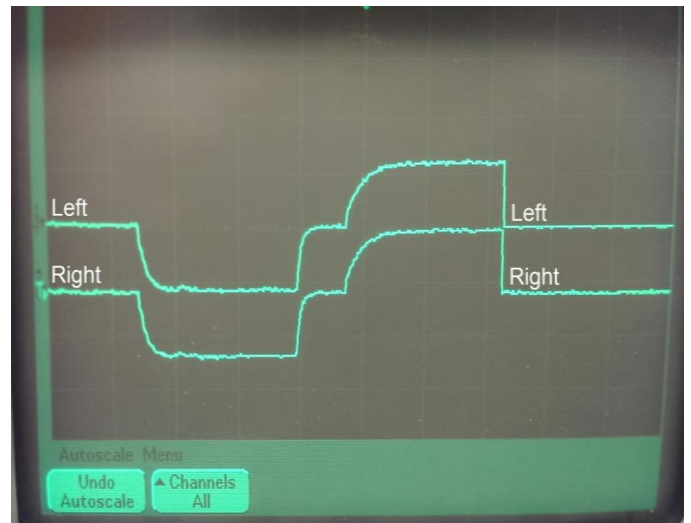 Left
Left
Right
Right
Autoscale Menu
Undo
Autoscale
Channels
All